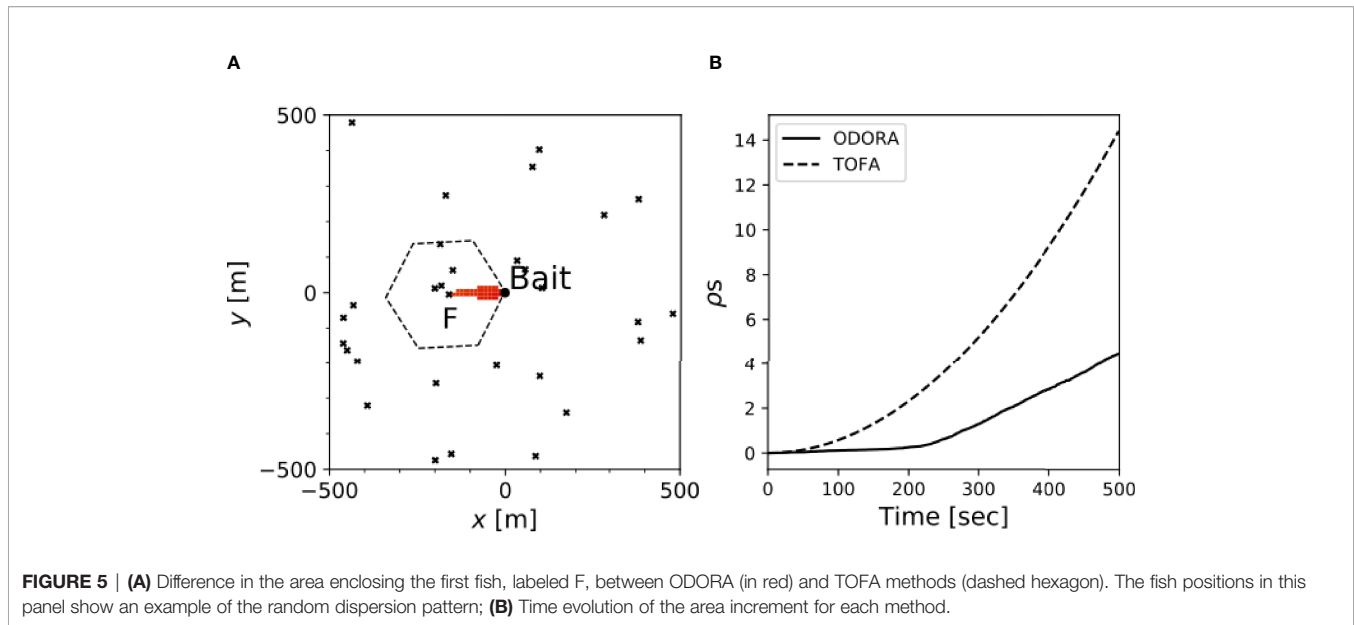 A
B
500
0
−500
y [m]
Bait
F
−500
0
500
x [m]
ODORA
TOFA
14
12
10
8
6
4
2
0
ρs
0
100
200
300
400
500
Time [sec]
FIGURE 5 | (A) Difference in the area enclosing the first fish, labeled F, between ODORA (in red) and TOFA methods (dashed hexagon). The fish positions in this
panel show an example of the random dispersion pattern; (B) Time evolution of the area increment for each method.